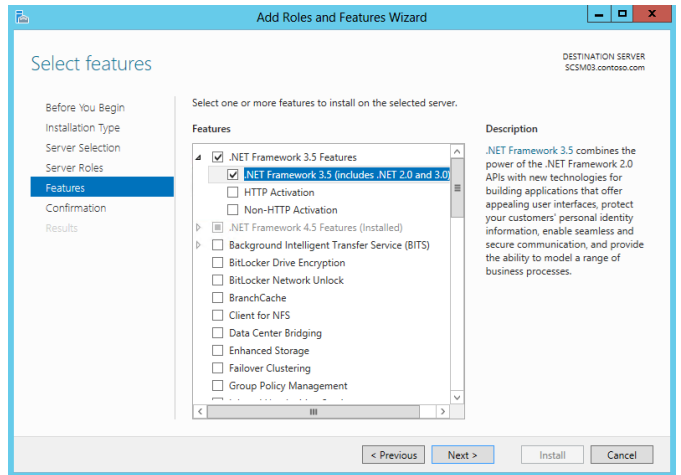 Add Roles and Features Wizard
Select features
DESTINATION SERVER
SCSM03.contoso.com
Before You Begin
Installation Type
Server Selection
Server Roles
Features
Confirmation
Results
Select one or more features to install on the selected server.
Features
.NET Framework 3.5 Features
.NET Framework 3.5 (includes .NET 2.0 and 3.0)
HTTP Activation
Non-HTTP Activation
.NET Framework 4.5 Features (Installed)
Background Intelligent Transfer Service (BITS)
BitLocker Drive Encryption
BitLocker Network Unlock
BranchCache
Client for NFS
Data Center Bridging
Enhanced Storage
Failover Clustering
Group Policy Management
Description
.NET Framework 3.5 combines the
power of the .NET Framework 2.0
APIs with new technologies for
building applications that offer
appealing user interfaces, protect
your customers' personal identity
information, enable seamless and
secure communication, and provide
the ability to model a range of
business processes.
< Previous
Next >
Install
Cancel